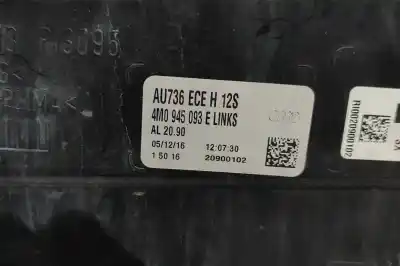 AU736 ECE H 12S
4M0 945 093 E LINKS
AL 20.90
05/12/16 12:07:30
1 50 16 20900102
A10020900102